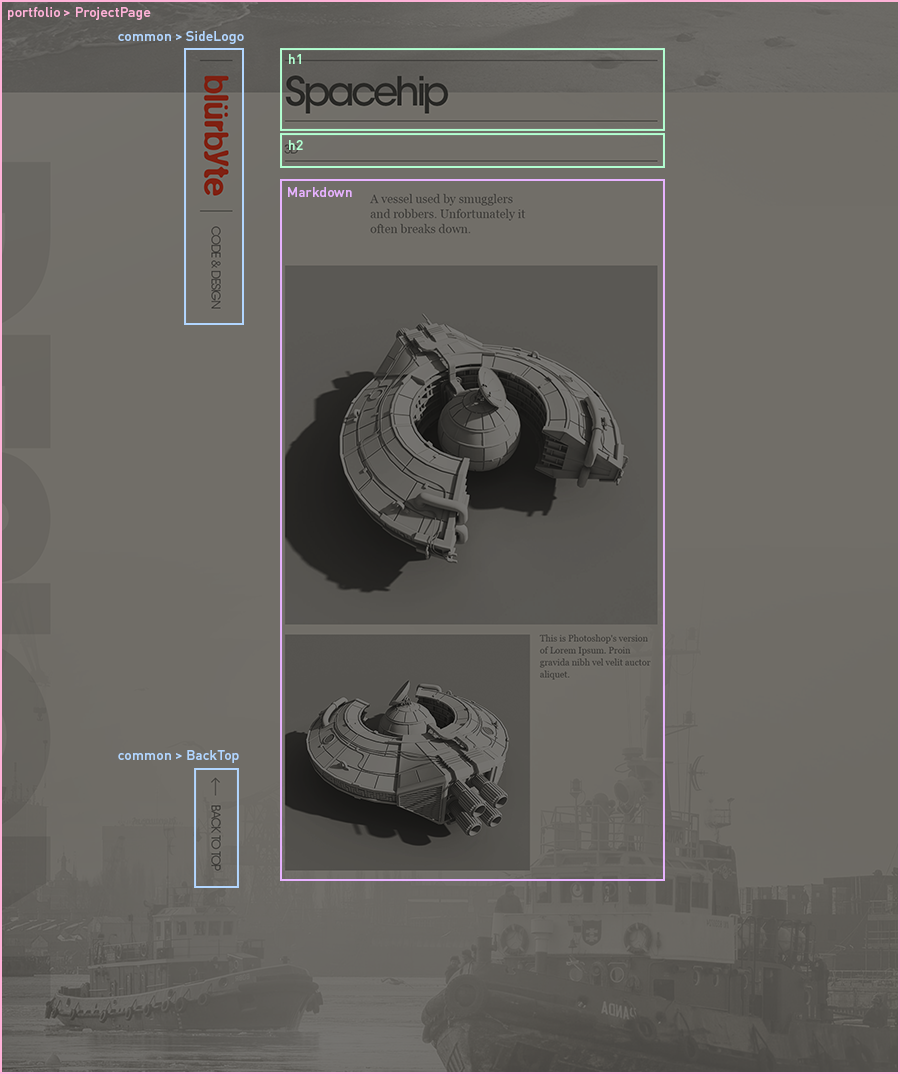 portfolio > ProjectPage
common > SideLogo
blürbyte
CODE & DESIGN
h1
Spacehip
h2
Markdown
A vessel used by smugglers
and robbers. Unfortunately it
often breaks down.
This is Photoshop's version
of Lorem Ipsum. Proin
gravida nibh vel velit auctor
aliquet.
common > BackTop
BACK TO TOP